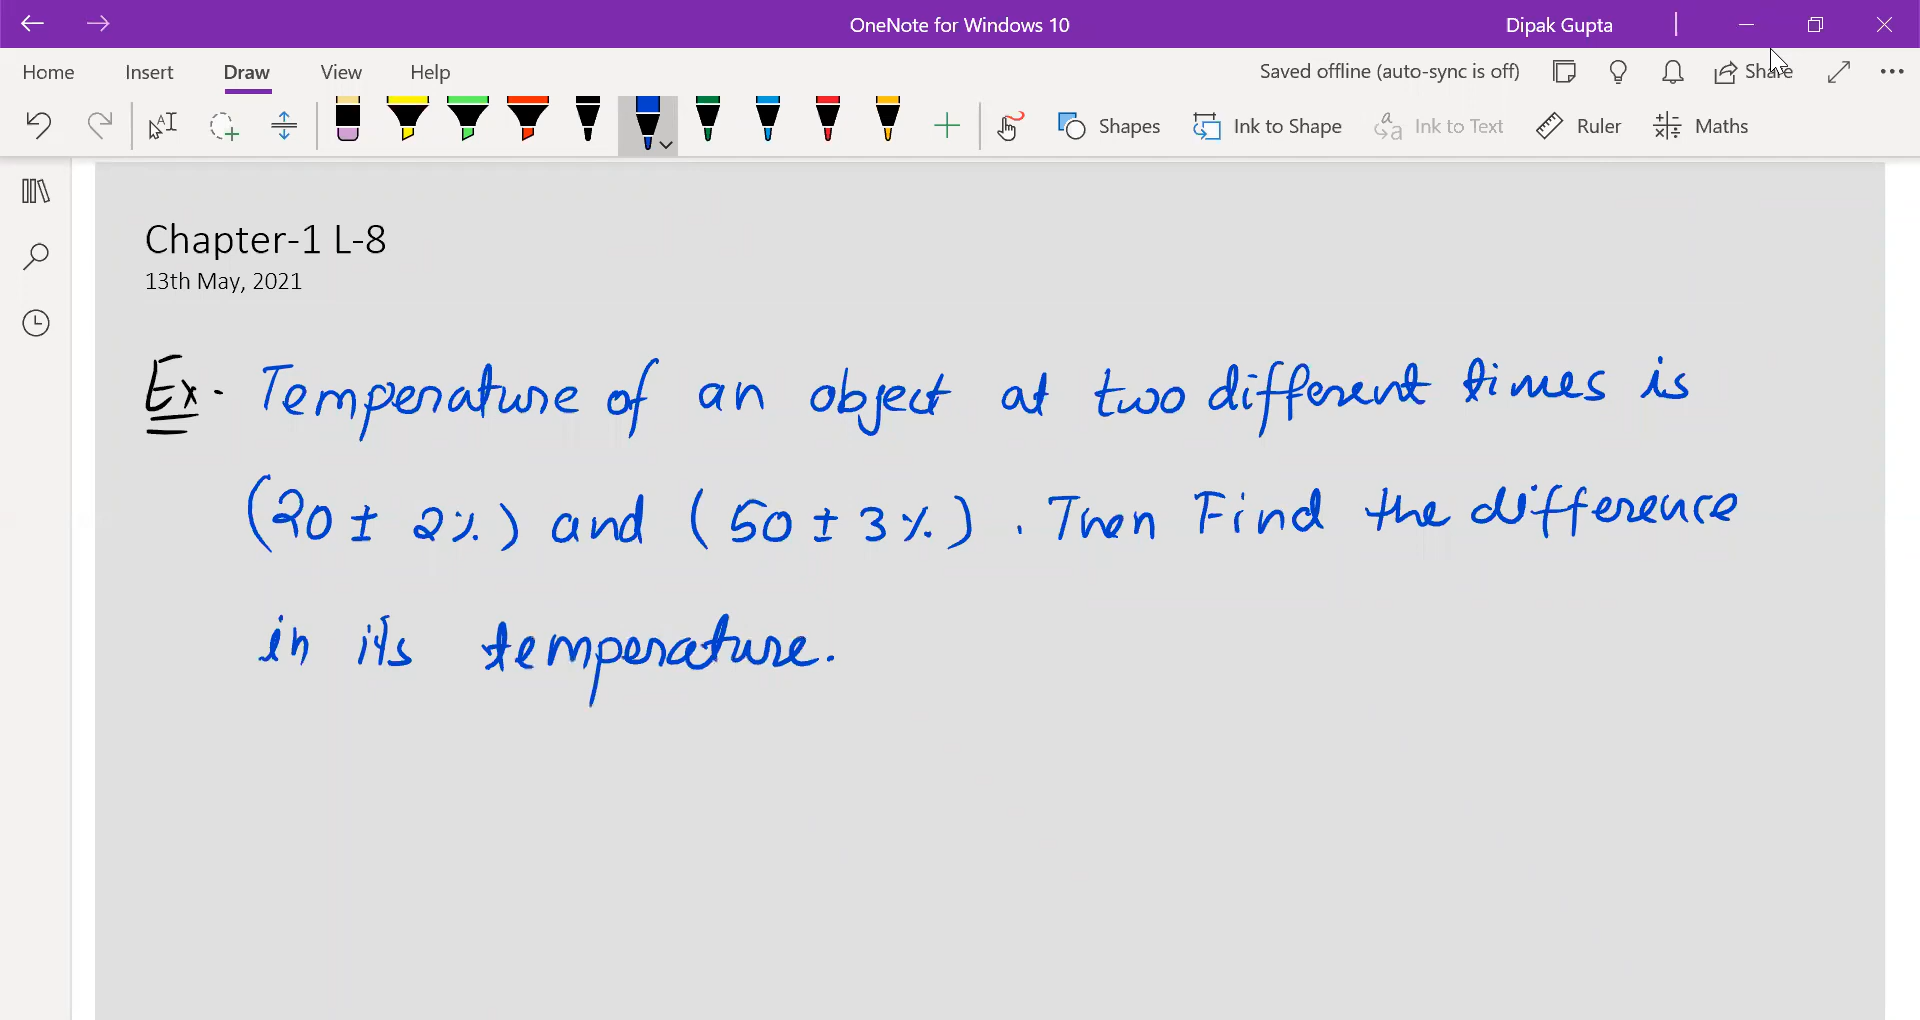 OneNote for Windows 10 Dipak Gupta
Home Insert Draw View Help Saved offline (auto-sync is off) Share
Shapes Ink to Shape Ink to Text Ruler Maths
Chapter-1 L-8
13th May, 2021
Ex. Temperature of an object at two different times is
(20 ± 2%) and (50 ± 3%). Then Find the difference
in its temperature.